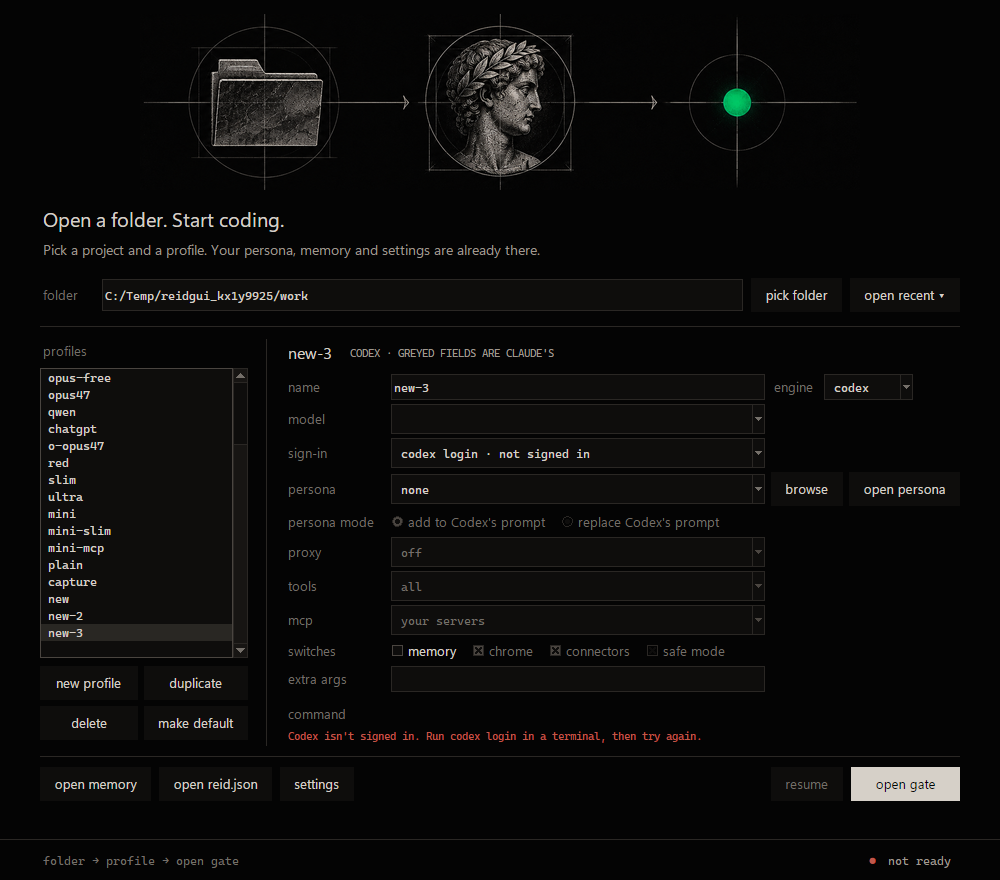 Open a folder. Start coding.
Pick a project and a profile. Your persona, memory and settings are already there.
folder C:/Temp/reidgui_kx1y9925/work pick folder open recent ▾
profiles
opus-free
opus47
qwen
chatgpt
o-opus47
red
slim
ultra
mini
mini-slim
mini-mcp
plain
capture
new
new-2
new-3
new profile duplicate
delete make default
new-3 CODEX · GREYED FIELDS ARE CLAUDE'S
name new-3 engine codex
model
sign-in codex login · not signed in
persona none browse open persona
persona mode add to Codex's prompt replace Codex's prompt
proxy off
tools all
mcp your servers
switches memory chrome connectors safe mode
extra args
command
Codex isn't signed in. Run codex login in a terminal, then try again.
open memory open reid.json settings resume open gate
folder → profile → open gate not ready